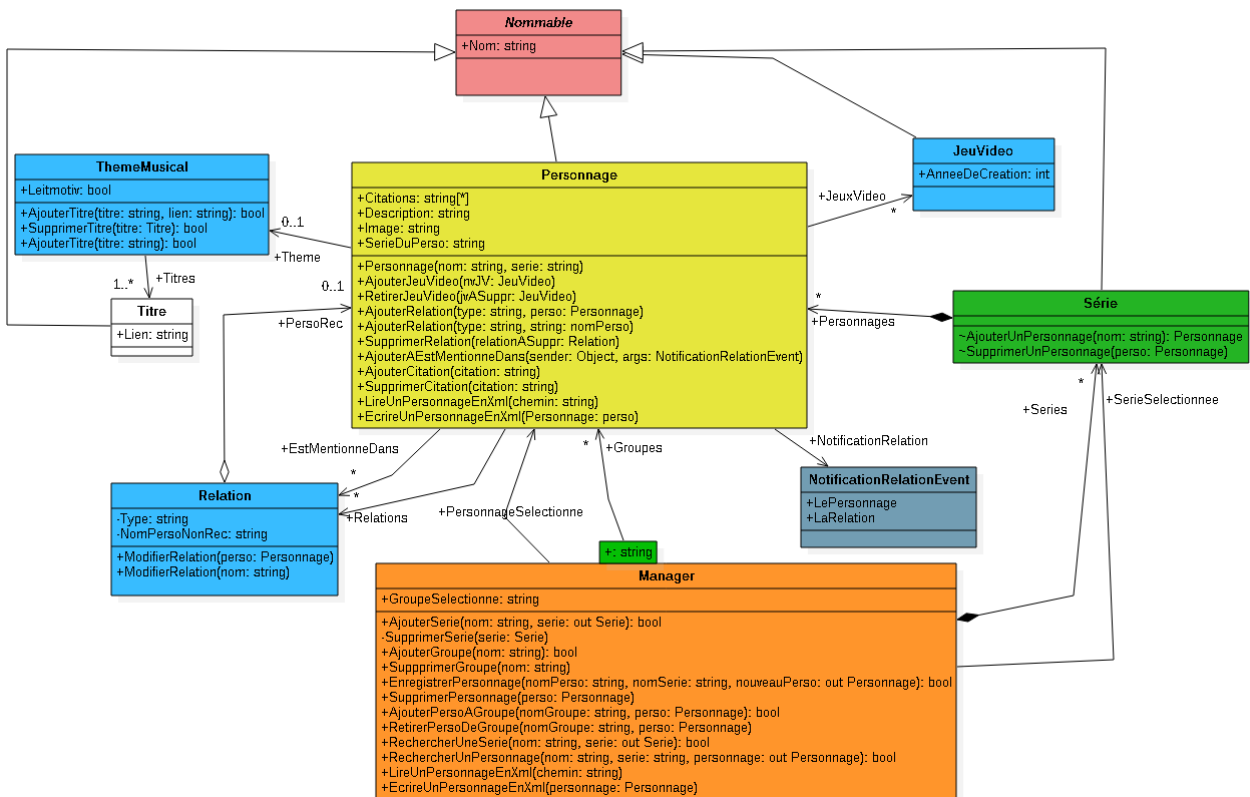 Nommable
+Nom: string
JeuVideo
+AnneeDeCreation: int
ThemeMusical
+Leitmotiv: bool
+AjouterTitre(titre: string, lien: string): bool
+SupprimerTitre(titre: Titre): bool
+AjouterTitre(titre: string): bool
Personnage
+Citations: string[*]
+Description: string
+Image: string
+SerieDuPerso: string
+Personnage(nom: string, serie: string)
+AjouterJeuVideo(nvJV: JeuVideo)
+RetirerJeuVideo(jvASuppr: JeuVideo)
+AjouterRelation(type: string, perso: Personnage)
+AjouterRelation(type: string, string: nomPerso)
+SupprimerRelation(relationASuppr: Relation)
+AjouterAEstMentionneDans(sender: Object, args: NotificationRelationEvent)
+AjouterCitation(citation: string)
+SupprimerCitation(citation: string)
+LireUnPersonnageEnXml(chemin: string)
+EcrireUnPersonnageEnXml(Personnage: perso)
+JeuxVideo
*
0..1
+Theme
1..*
+Titres
Titre
+Lien: string
0..1
+PersoRec
*
+Personnages
Série
~AjouterUnPersonnage(nom: string): Personnage
~SupprimerUnPersonnage(perso: Personnage)
*
+Series
+SerieSelectionnee
+EstMentionneDans
*
*
+Relations
+PersonnageSelectionne
*
+Groupes
+NotificationRelation
NotificationRelationEvent
+LePersonnage
+LaRelation
Relation
-Type: string
-NomPersoNonRec: string
+ModifierRelation(perso: Personnage)
+ModifierRelation(nom: string)
+: string
Manager
+GroupeSelectionne: string
+AjouterSerie(nom: string, serie: out Serie): bool
-SupprimerSerie(serie: Serie)
+AjouterGroupe(nom: string): bool
+SuppprimerGroupe(nom: string)
+EnregistrerPersonnage(nomPerso: string, nomSerie: string, nouveauPerso: out Personnage): bool
+SupprimerPersonnage(perso: Personnage)
+AjouterPersoAGroupe(nomGroupe: string, perso: Personnage): bool
+RetirerPersoDeGroupe(nomGroupe: string, perso: Personnage)
+RechercherUneSerie(nom: string, serie: out Serie): bool
+RechercherUnPersonnage(nom: string, serie: string, personnage: out Personnage): bool
+LireUnPersonnageEnXml(chemin: string)
+EcrireUnPersonnageEnXml(personnage: Personnage)